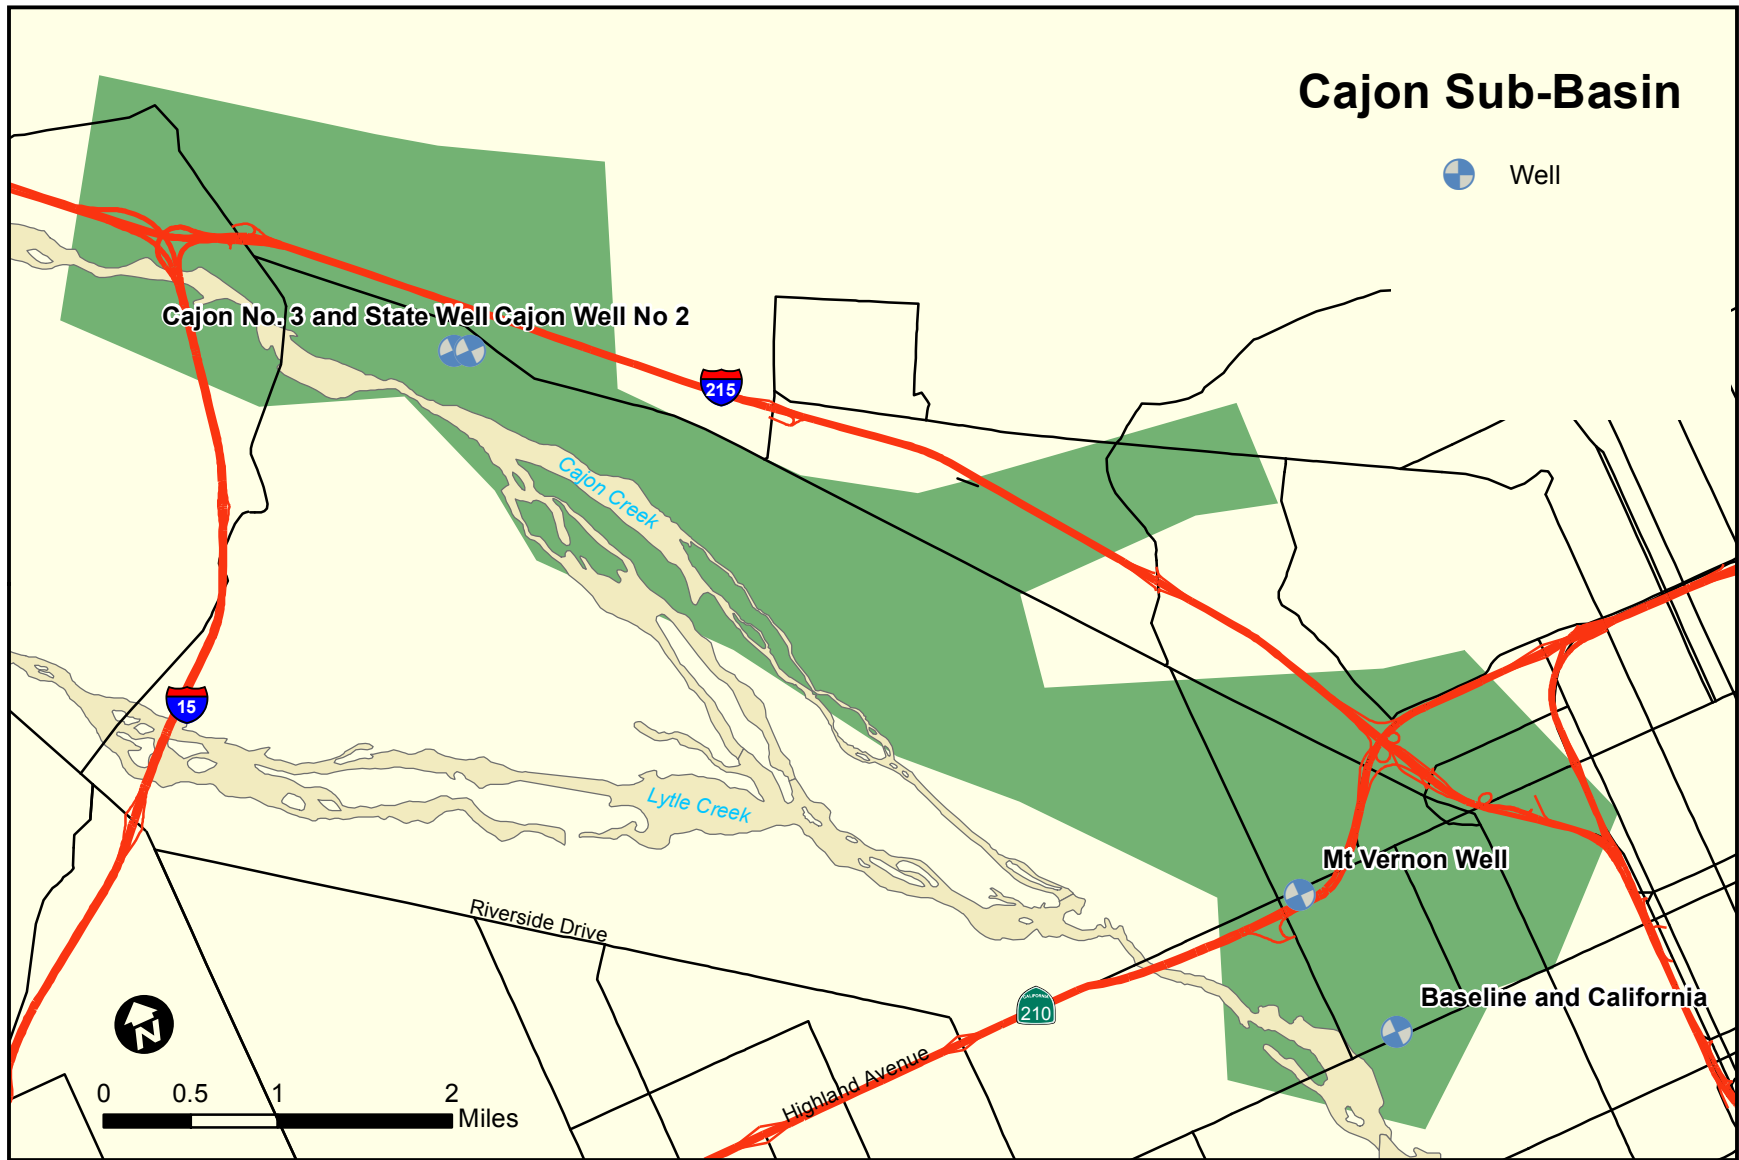 Cajon Sub-Basin
Well
Cajon No. 3 and State Well Cajon Well No 2
215
Cajon Creek
15
Lytle Creek
Mt Vernon Well
Riverside Drive
Baseline and California
CALIFORNIA
210
N
Highland Avenue
0 0.5 1 2
Miles